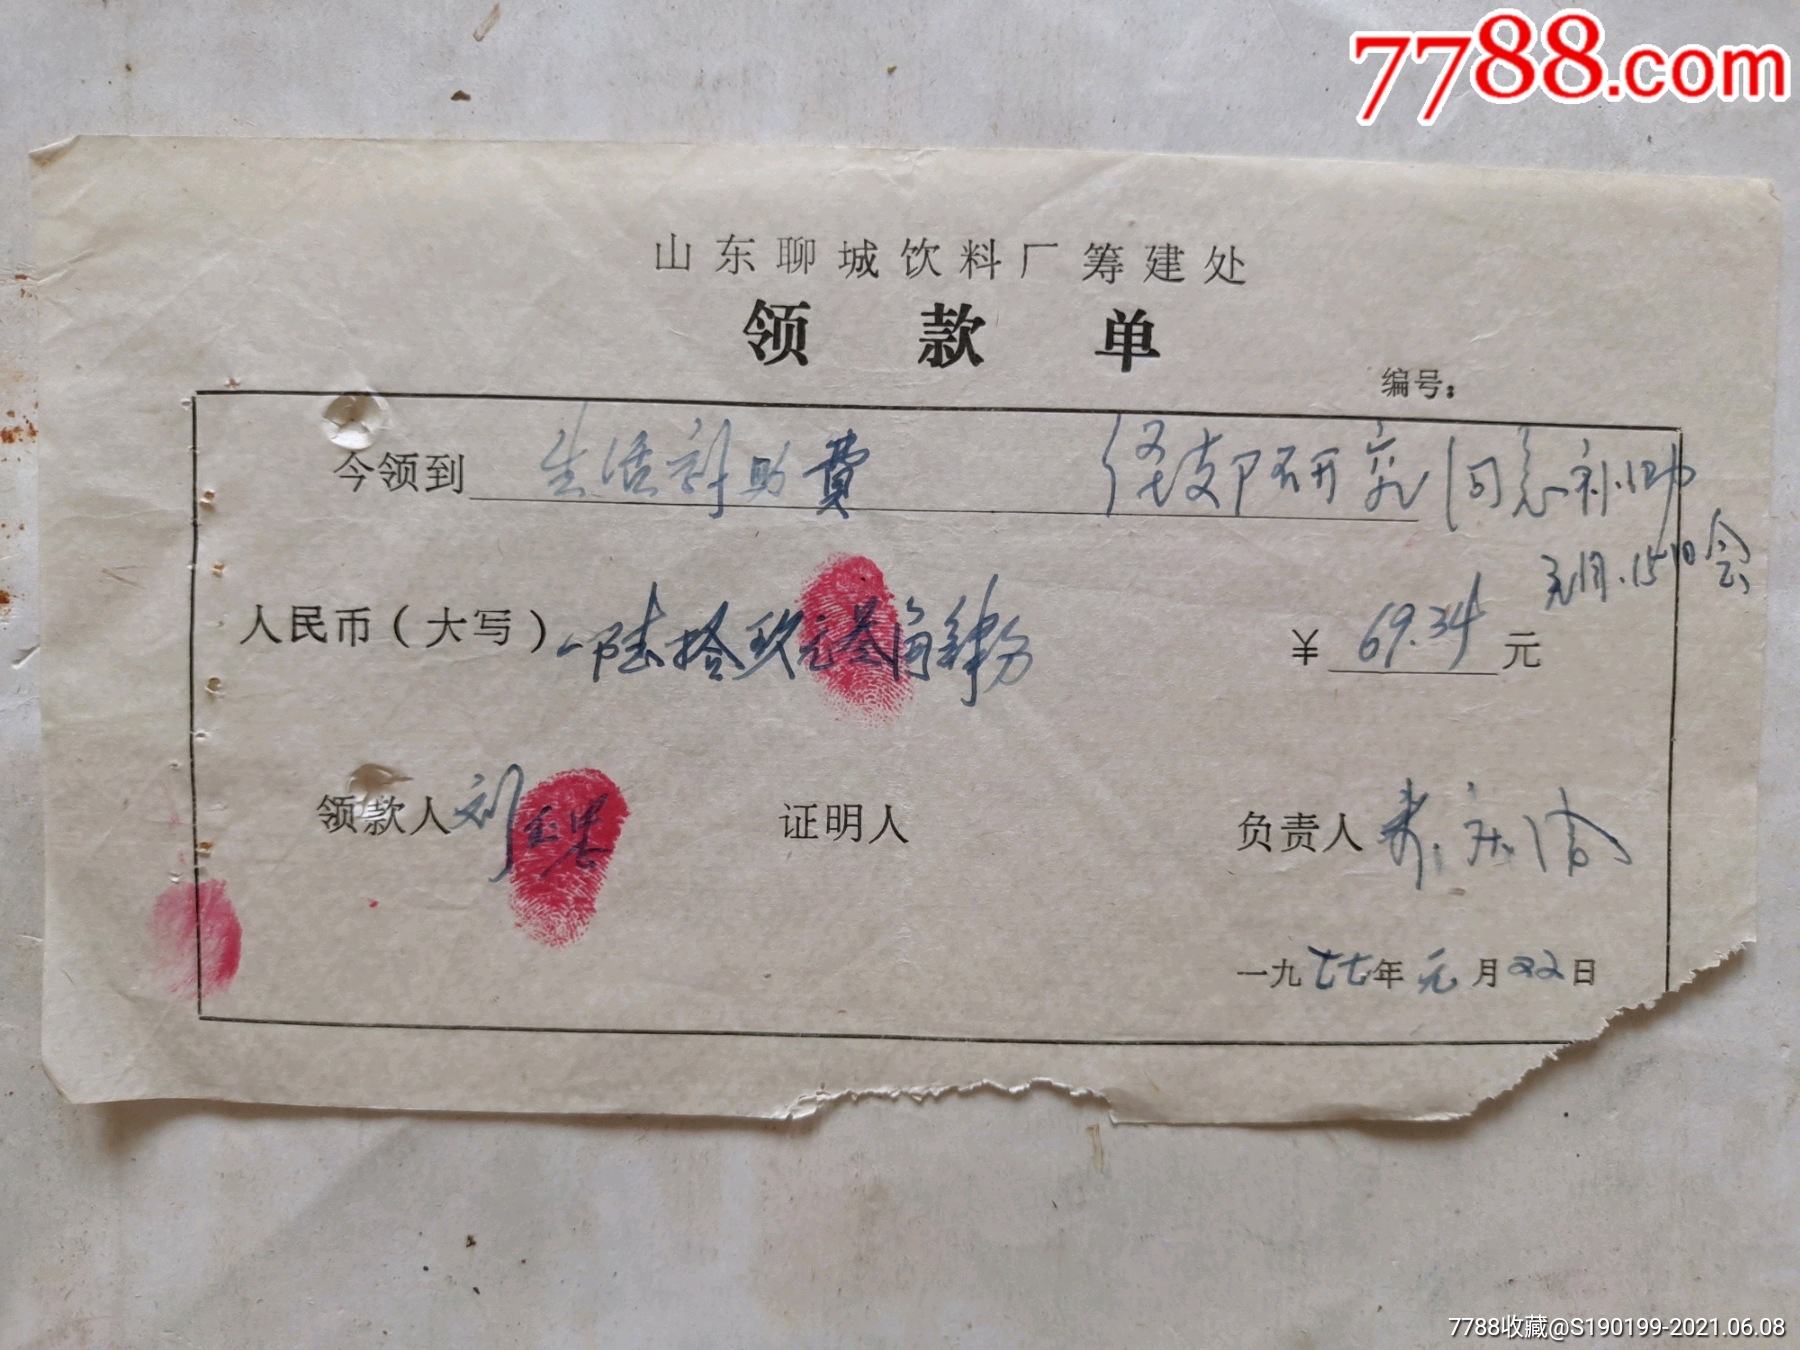 7788.com
山东聊城饮料厂筹建处
领款单
编号:
今领到 生活补助费 经支部研究同意补助
元月.15日会
人民币(大写) 陆拾玖元叁角肆分 ¥ 69.34 元
领款人 刘 证明人 负责人
一九七七年元月22日
7788收藏@S190199-2021.06.08